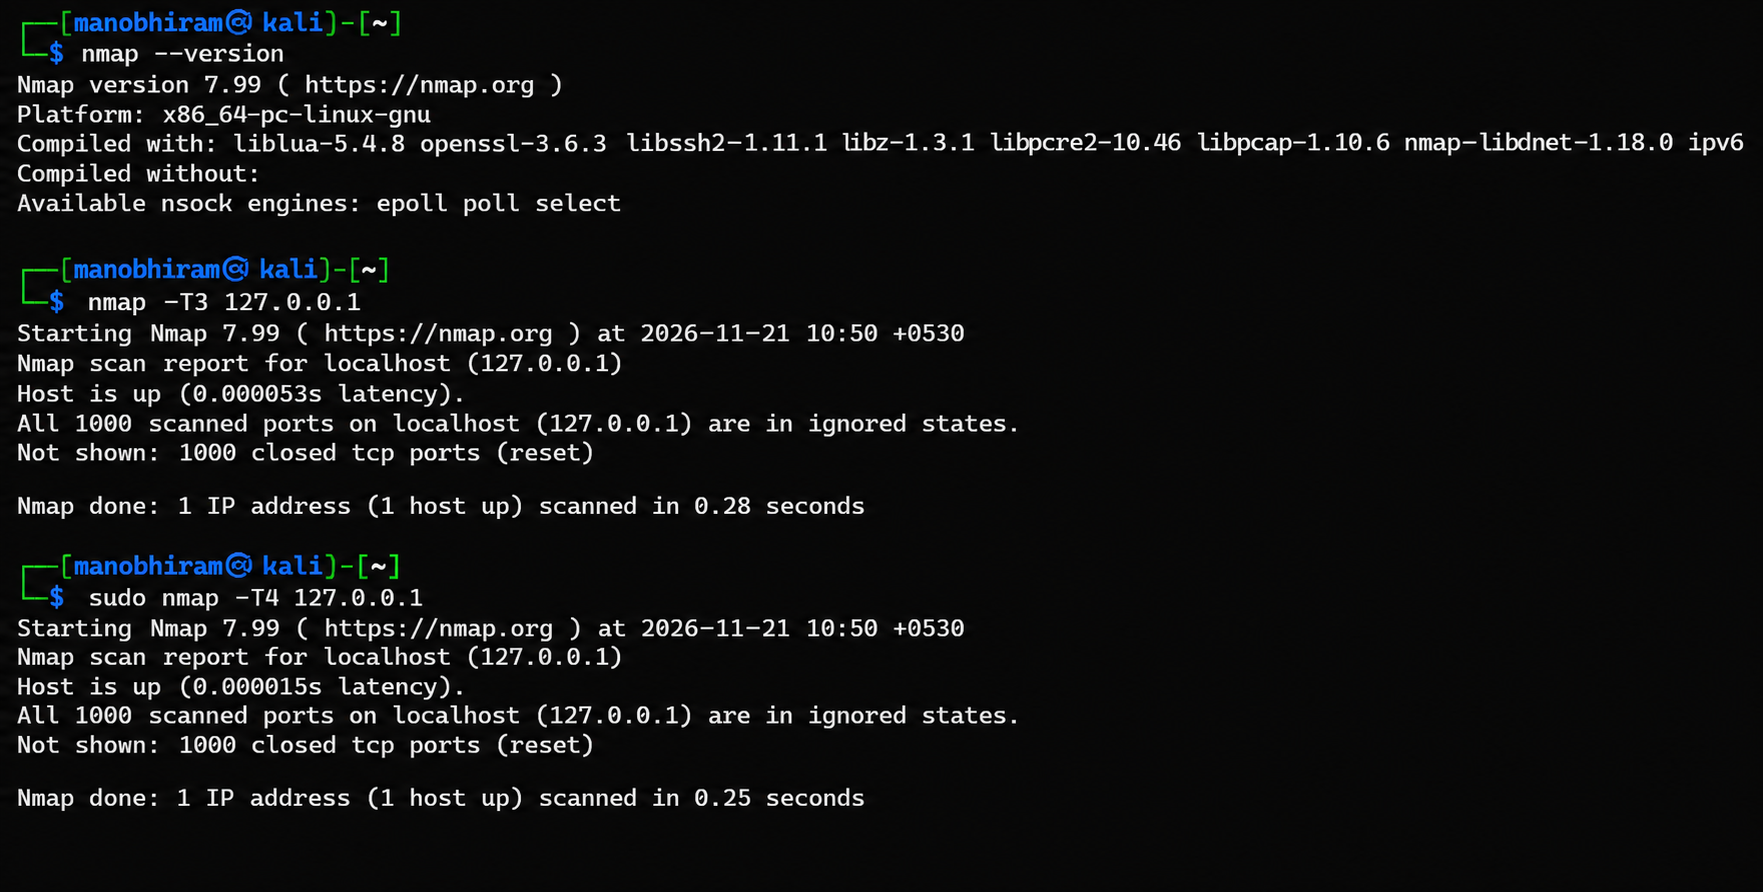 ┌──[manobhiram@ kali}-[~]
└─$ nmap --version
Nmap version 7.99 ( https://nmap.org )
Platform: x86_64-pc-linux-gnu
Compiled with: liblua-5.4.8 openssl-3.6.3 libssh2-1.11.1 libz-1.3.1 libpcre2-10.46 libpcap-1.10.6 nmap-libdnet-1.18.0 ipv6
Compiled without:
Available nsock engines: epoll poll select
┌──[manobhiram@ kali}-[~]
└─$ nmap -T3 127.0.0.1
Starting Nmap 7.99 ( https://nmap.org ) at 2026-11-21 10:50 +0530
Nmap scan report for localhost (127.0.0.1)
Host is up (0.000053s latency).
All 1000 scanned ports on localhost (127.0.0.1) are in ignored states.
Not shown: 1000 closed tcp ports (reset)
Nmap done: 1 IP address (1 host up) scanned in 0.28 seconds
┌──[manobhiram@ kali}-[~]
└─$ sudo nmap -T4 127.0.0.1
Starting Nmap 7.99 ( https://nmap.org ) at 2026-11-21 10:50 +0530
Nmap scan report for localhost (127.0.0.1)
Host is up (0.000015s latency).
All 1000 scanned ports on localhost (127.0.0.1) are in ignored states.
Not shown: 1000 closed tcp ports (reset)
Nmap done: 1 IP address (1 host up) scanned in 0.25 seconds